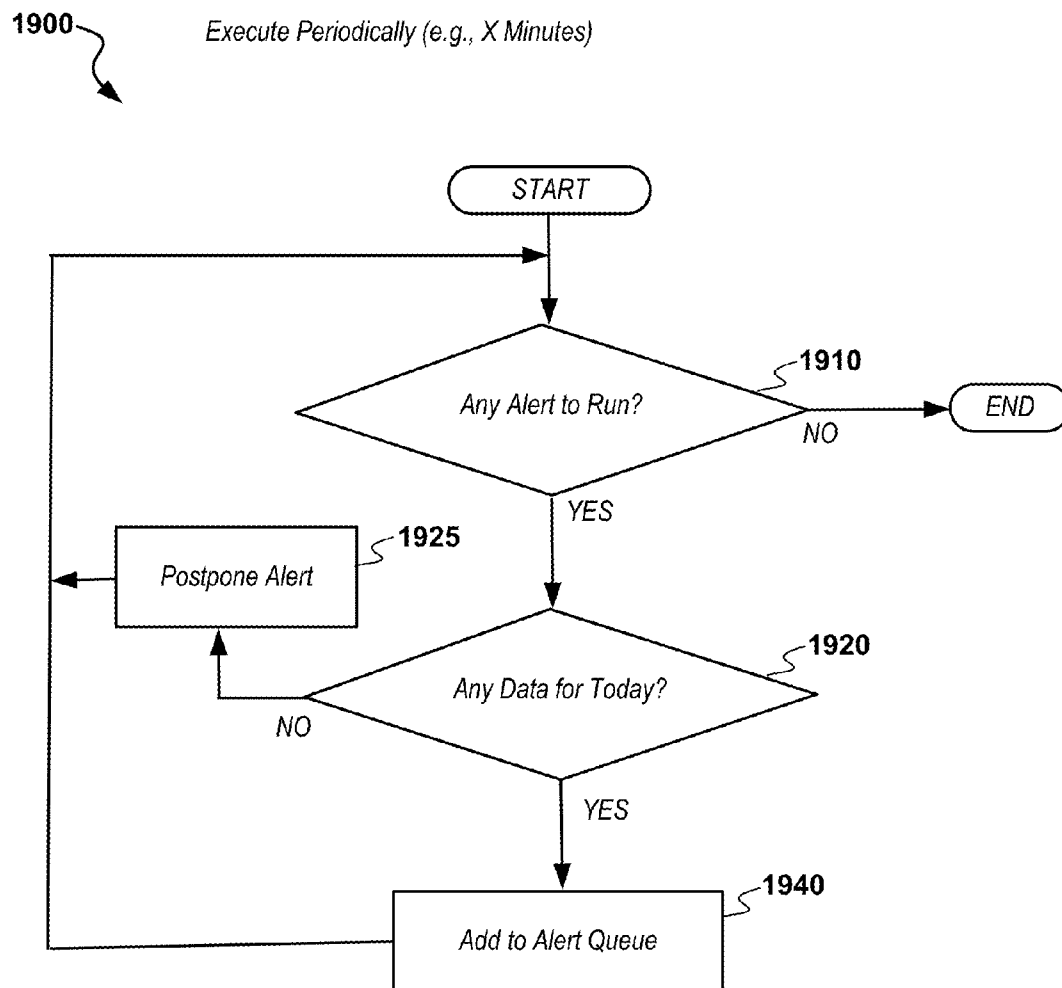 1900
Execute Periodically (e.g., X Minutes)
START
1910
Any Alert to Run?
NO
END
YES
1925
Postpone Alert
1920
Any Data for Today?
NO
YES
1940
Add to Alert Queue